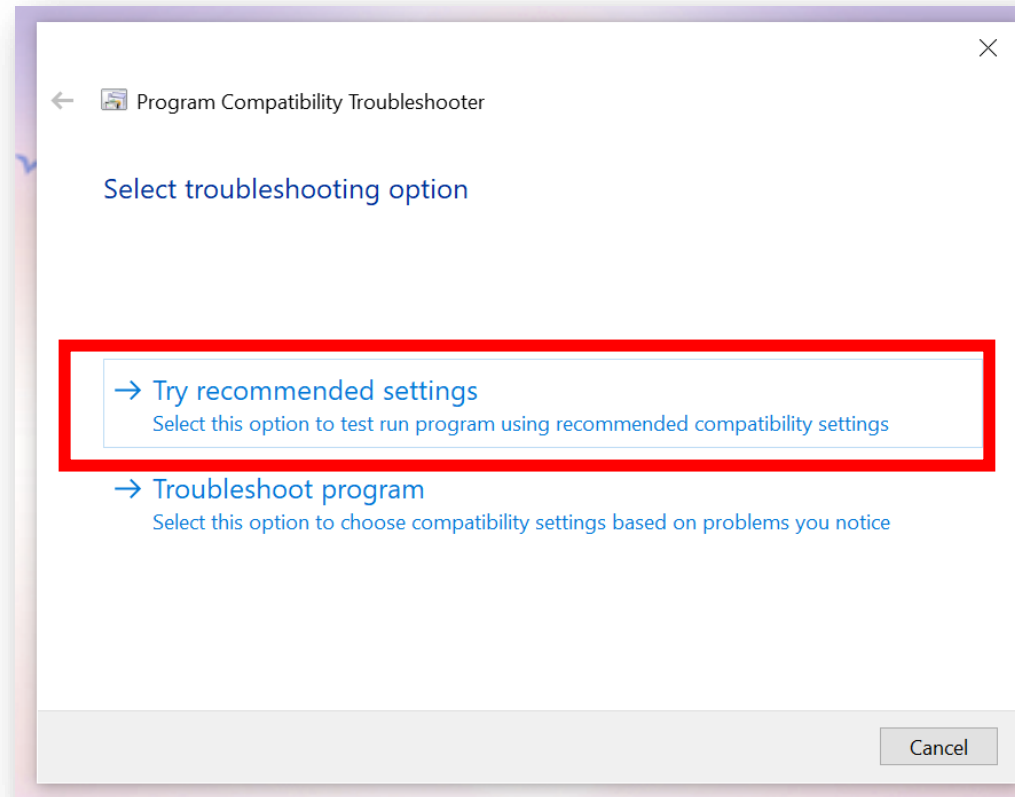 Program Compatibility Troubleshooter
Select troubleshooting option
Try recommended settings
Select this option to test run program using recommended compatibility settings
Troubleshoot program
Select this option to choose compatibility settings based on problems you notice
Cancel